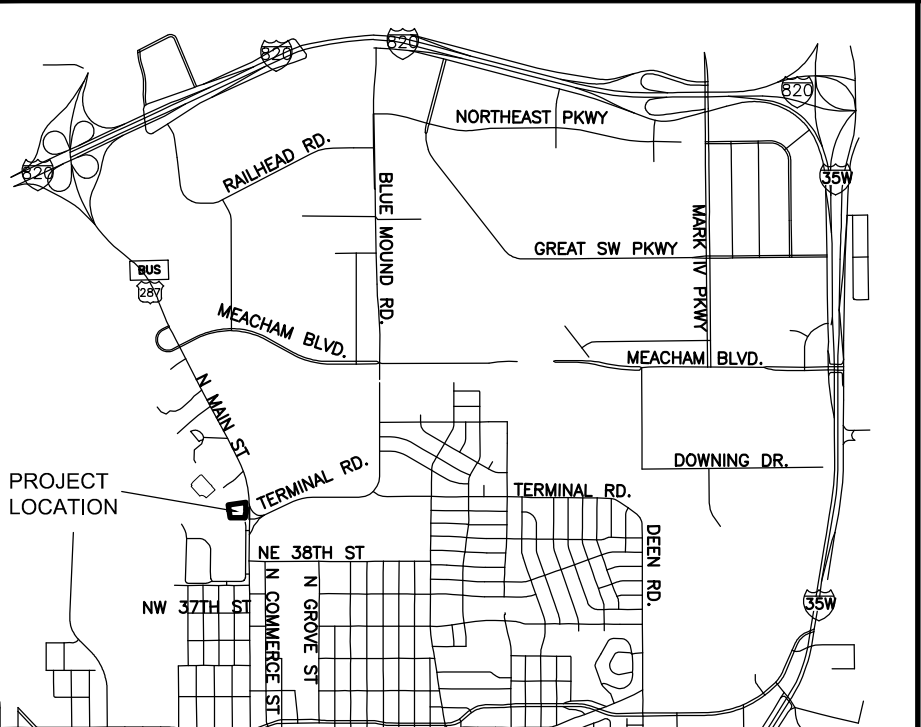 820
820
820
820
NORTHEAST PKWY
RAILHEAD RD.
35W
BLUE MOUND RD.
MARK IV PKWY
GREAT SW PKWY
BUS
287
MEACHAM BLVD.
MEACHAM BLVD.
N MAIN ST
DOWNING DR.
TERMINAL RD.
PROJECT
LOCATION
TERMINAL RD.
DEEN RD.
NE 38TH ST
NW 37TH ST
N COMMERCE ST
N GROVE ST
35W